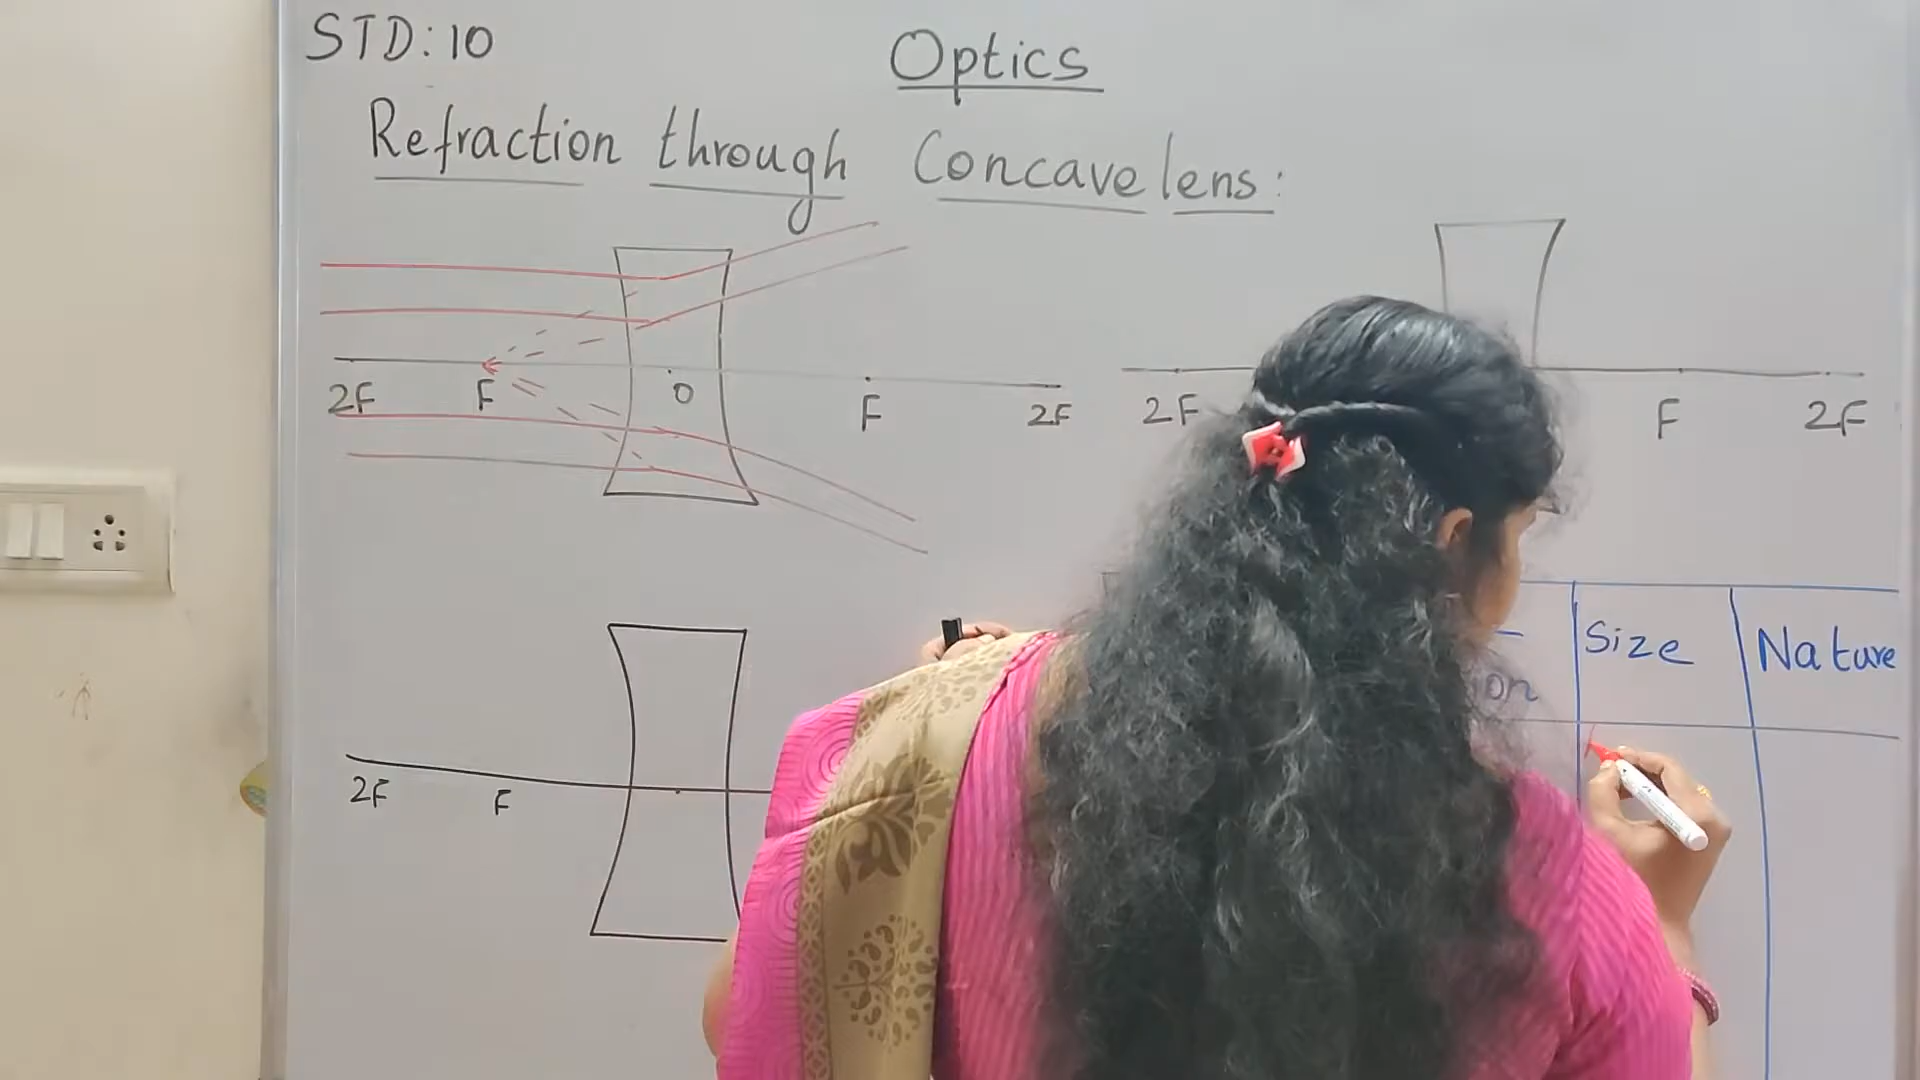 STD: 10
Optics
Refraction through Concave lens:
2F F O F 2F
2F F 2F
Size Nature
2F F